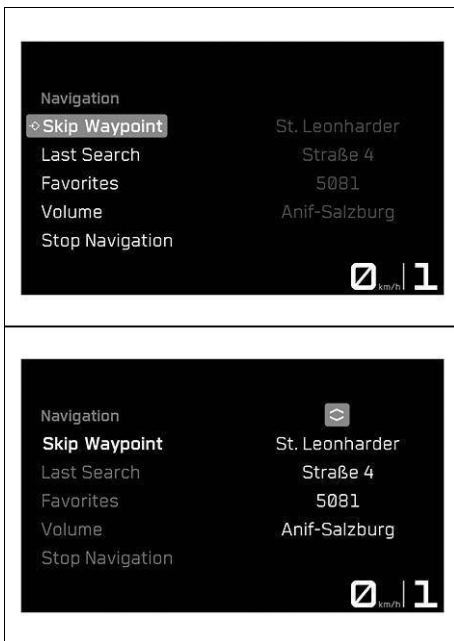 Navigation
Skip Waypoint St. Leonharder
Last Search Straße 4
Favorites 5081
Volume Anif-Salzburg
Stop Navigation
0 km/h 1
Navigation
Skip Waypoint St. Leonharder
Last Search Straße 4
Favorites 5081
Volume Anif-Salzburg
Stop Navigation
0 km/h 1